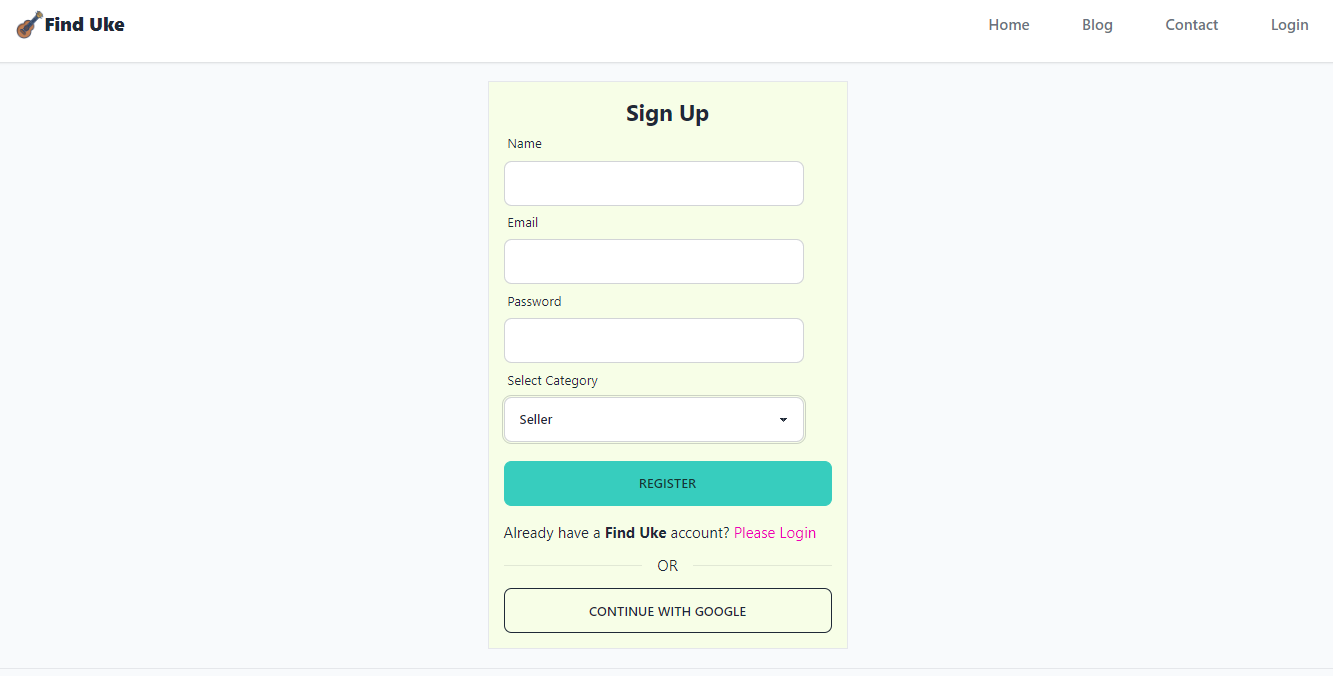 Find Uke
Home Blog Contact Login
Sign Up
Name
Email
Password
Select Category
Seller
REGISTER
Already have a Find Uke account? Please Login
OR
CONTINUE WITH GOOGLE